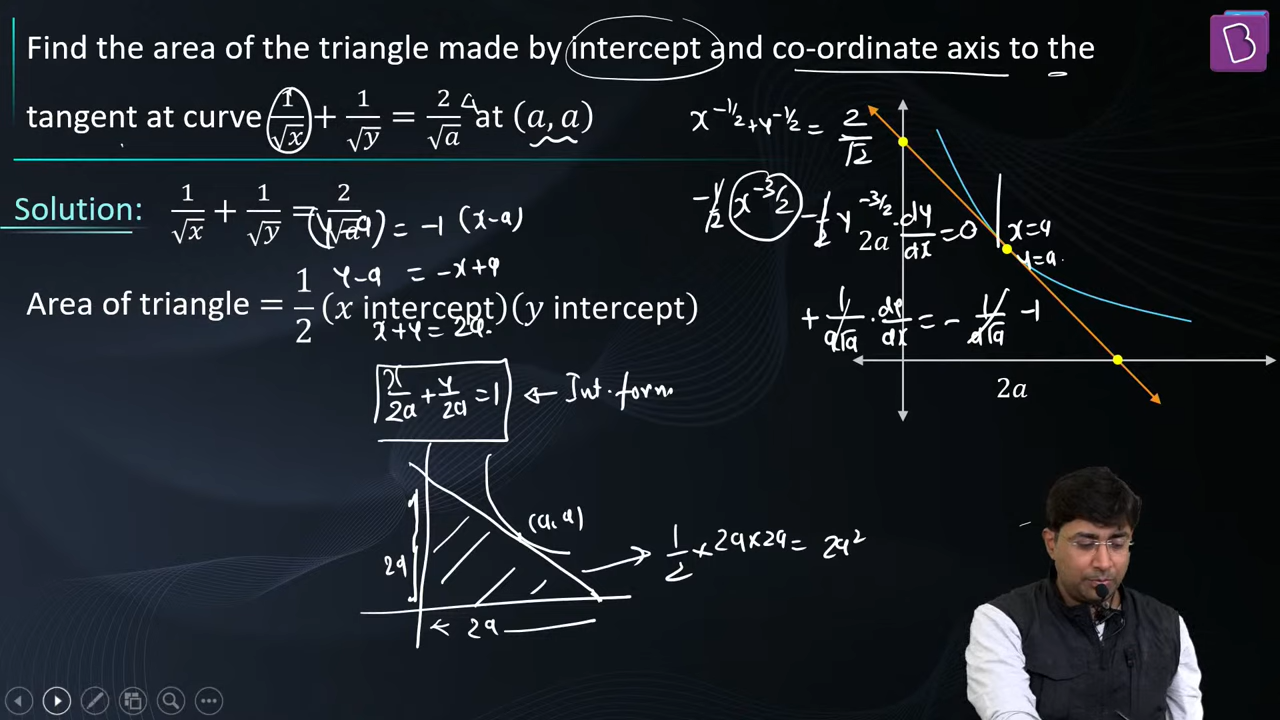 Find the area of the triangle made by intercept and co-ordinate axis to the
tangent at curve 1/√x + 1/√y = 2/√a at (a, a)
Solution: 1/√x + 1/√y = 2/√a
Area of triangle = 1/2 (x intercept)(y intercept)
(y-a) = -1 (x-a)
y-a = -x+a
x+y = 2a.
x/2a + y/2a = 1 ← Int. form
(a, a)
2a
← 2a
1/2 × 2a × 2a = 2a²
x^-1/2 + y^-1/2 = 2/√2
-1/2 x^-3/2 - 1/2 y^-3/2 · dy/dx = 0
x=a
y=a.
2a
+ 1/a√a · dy/dx = - 1/a√a -1
2a
B